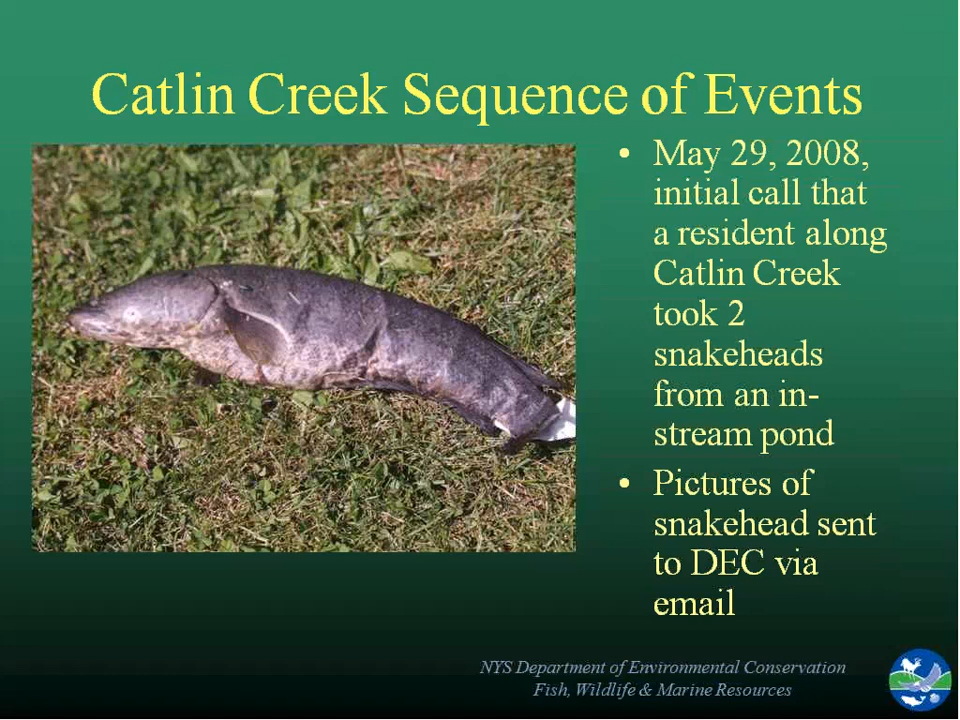 Catlin Creek Sequence of Events
• May 29, 2008,
initial call that
a resident along
Catlin Creek
took 2
snakeheads
from an in-
stream pond
• Pictures of
snakehead sent
to DEC via
email
NYS Department of Environmental Conservation
Fish, Wildlife & Marine Resources